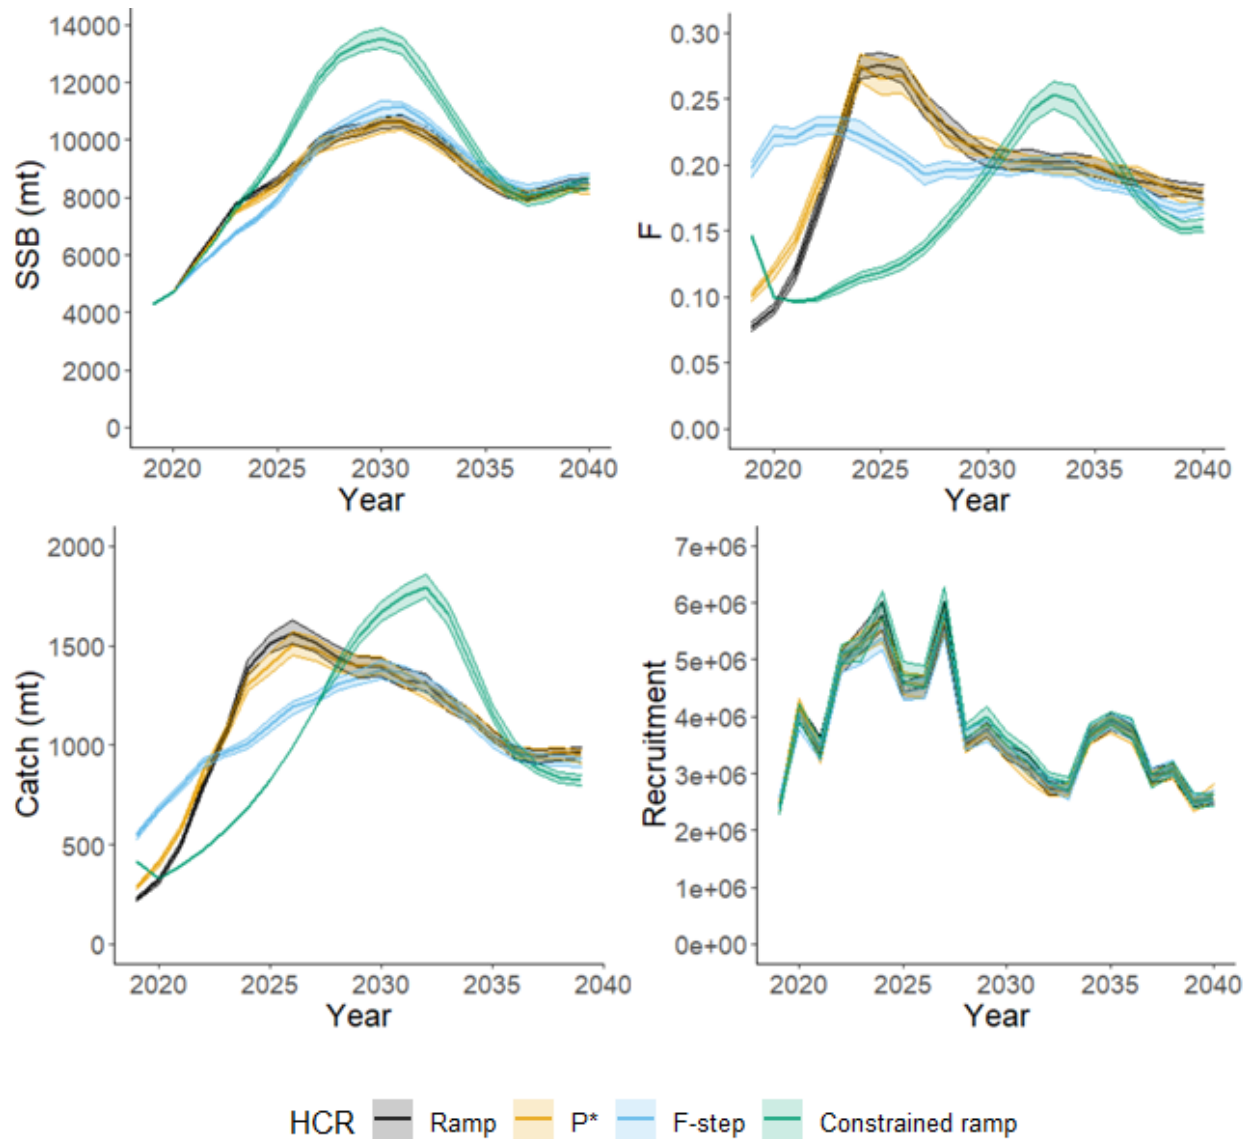 SSB (mt)
14000
12000
10000
8000
6000
4000
2000
0
2020 2025 2030 2035 2040
Year
F
0.30
0.25
0.20
0.15
0.10
0.05
0.00
2020 2025 2030 2035 2040
Year
Catch (mt)
2000
1500
1000
500
0
2020 2025 2030 2035 2040
Year
Recruitment
7e+06
6e+06
5e+06
4e+06
3e+06
2e+06
1e+06
0e+00
2020 2025 2030 2035 2040
Year
HCR Ramp P* F-step Constrained ramp